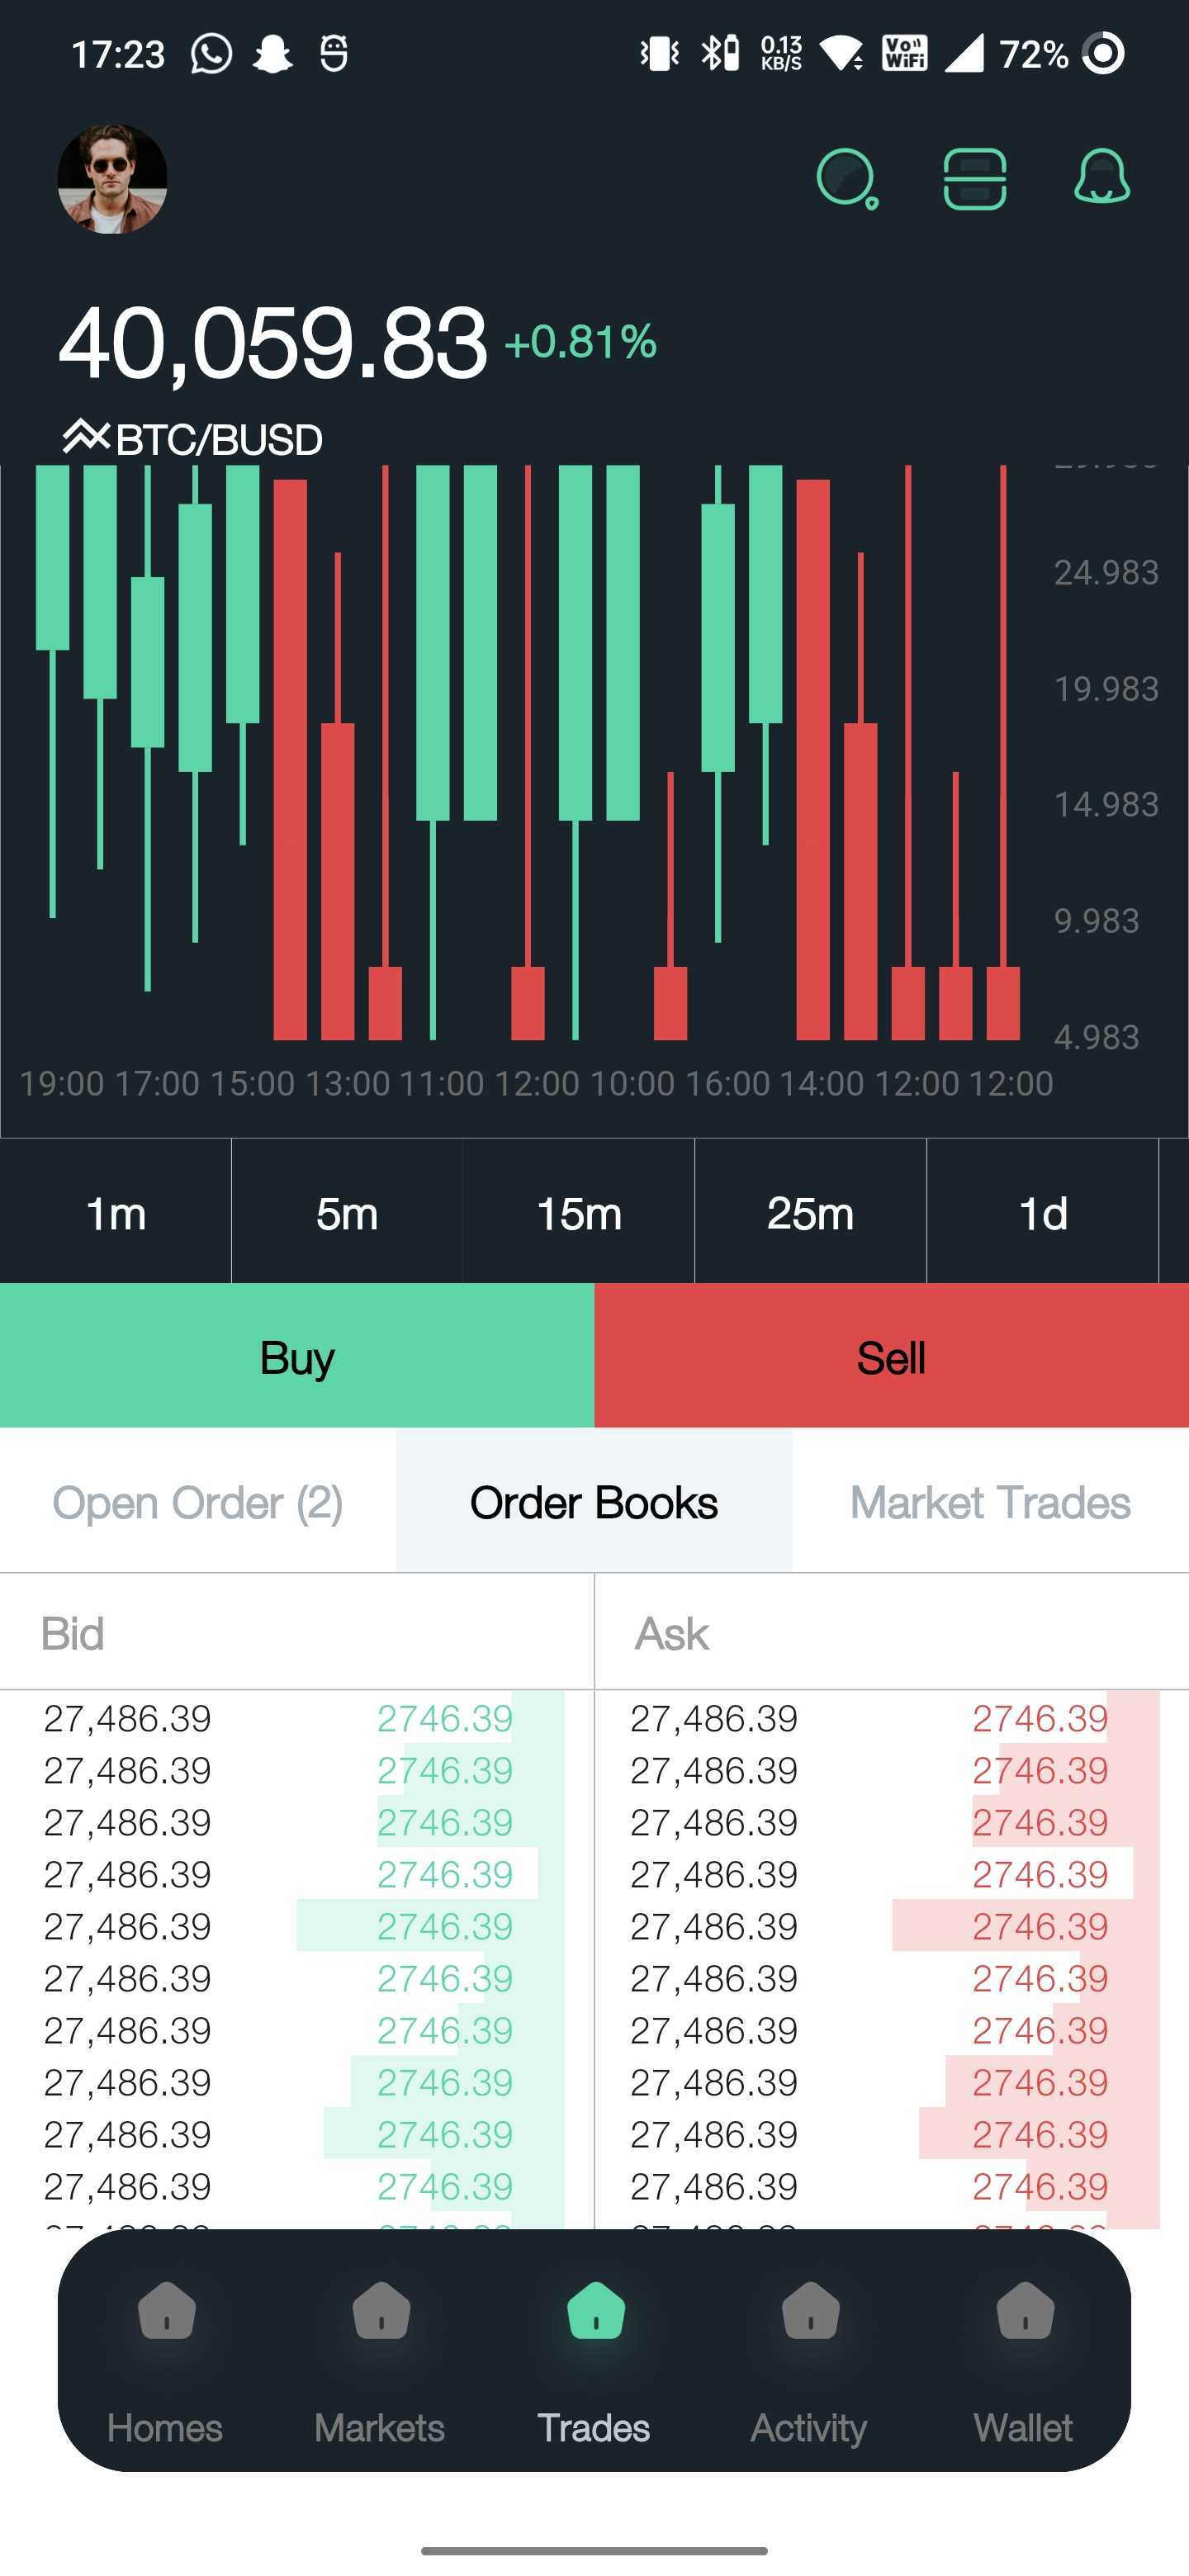 17:23
0.13
KB/S
Vo
WiFi
72%
40,059.83 +0.81%
BTC/BUSD
24.983
19.983
14.983
9.983
4.983
19:00 17:00 15:00 13:00 11:00 12:00 10:00 16:00 14:00 12:00 12:00
1m 5m 15m 25m 1d
Buy Sell
Open Order (2) Order Books Market Trades
Bid Ask
27,486.39 2746.39 27,486.39 2746.39
27,486.39 2746.39 27,486.39 2746.39
27,486.39 2746.39 27,486.39 2746.39
27,486.39 2746.39 27,486.39 2746.39
27,486.39 2746.39 27,486.39 2746.39
27,486.39 2746.39 27,486.39 2746.39
27,486.39 2746.39 27,486.39 2746.39
27,486.39 2746.39 27,486.39 2746.39
27,486.39 2746.39 27,486.39 2746.39
27,486.39 2746.39 27,486.39 2746.39
Homes Markets Trades Activity Wallet